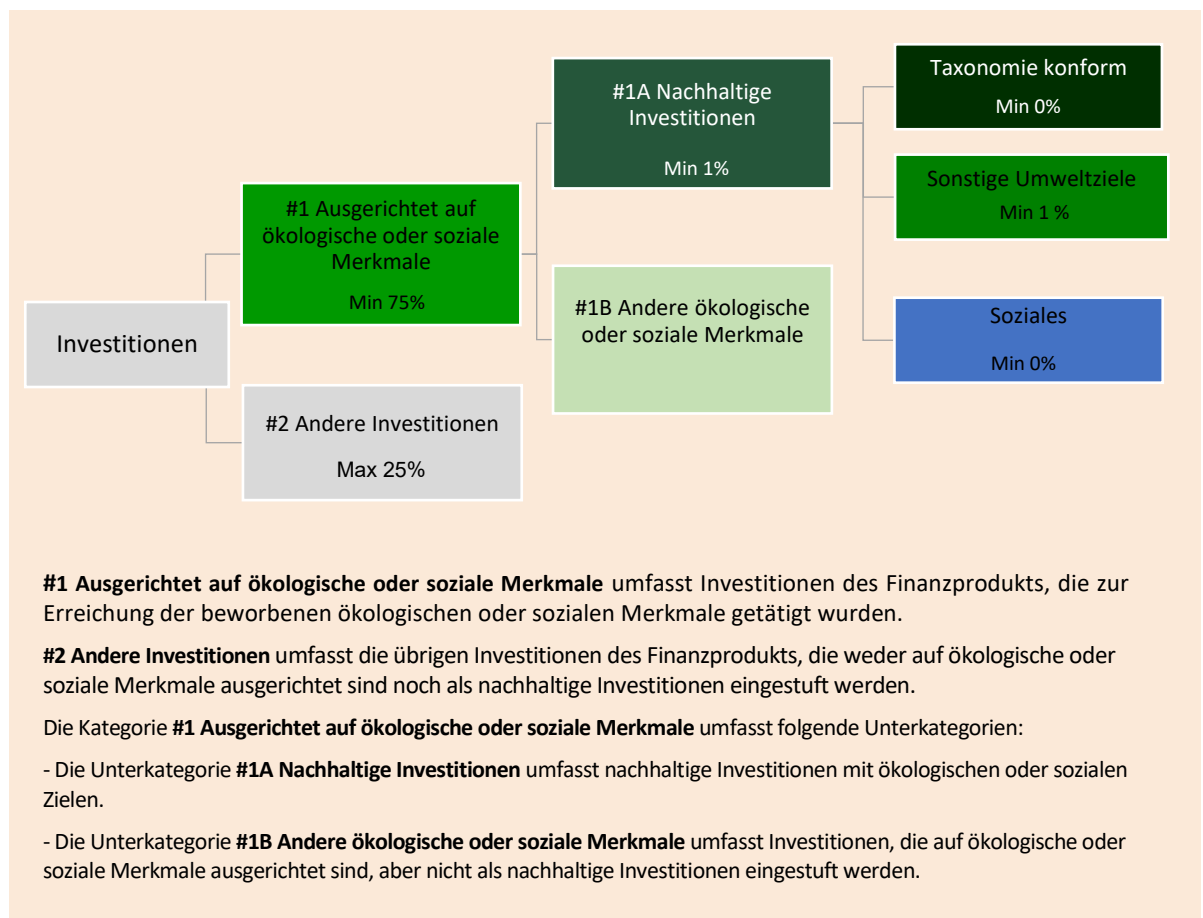 Investitionen
#1 Ausgerichtet auf
ökologische oder soziale
Merkmale
Min 75%
#2 Andere Investitionen
Max 25%
#1A Nachhaltige
Investitionen
Min 1%
#1B Andere ökologische
oder soziale Merkmale
Taxonomie konform
Min 0%
Sonstige Umweltziele
Min 1 %
Soziales
Min 0%
#1 Ausgerichtet auf ökologische oder soziale Merkmale umfasst Investitionen des Finanzprodukts, die zur
Erreichung der beworbenen ökologischen oder sozialen Merkmale getätigt wurden.
#2 Andere Investitionen umfasst die übrigen Investitionen des Finanzprodukts, die weder auf ökologische oder
soziale Merkmale ausgerichtet sind noch als nachhaltige Investitionen eingestuft werden.
Die Kategorie #1 Ausgerichtet auf ökologische oder soziale Merkmale umfasst folgende Unterkategorien:
- Die Unterkategorie #1A Nachhaltige Investitionen umfasst nachhaltige Investitionen mit ökologischen oder sozialen
Zielen.
- Die Unterkategorie #1B Andere ökologische oder soziale Merkmale umfasst Investitionen, die auf ökologische oder
soziale Merkmale ausgerichtet sind, aber nicht als nachhaltige Investitionen eingestuft werden.